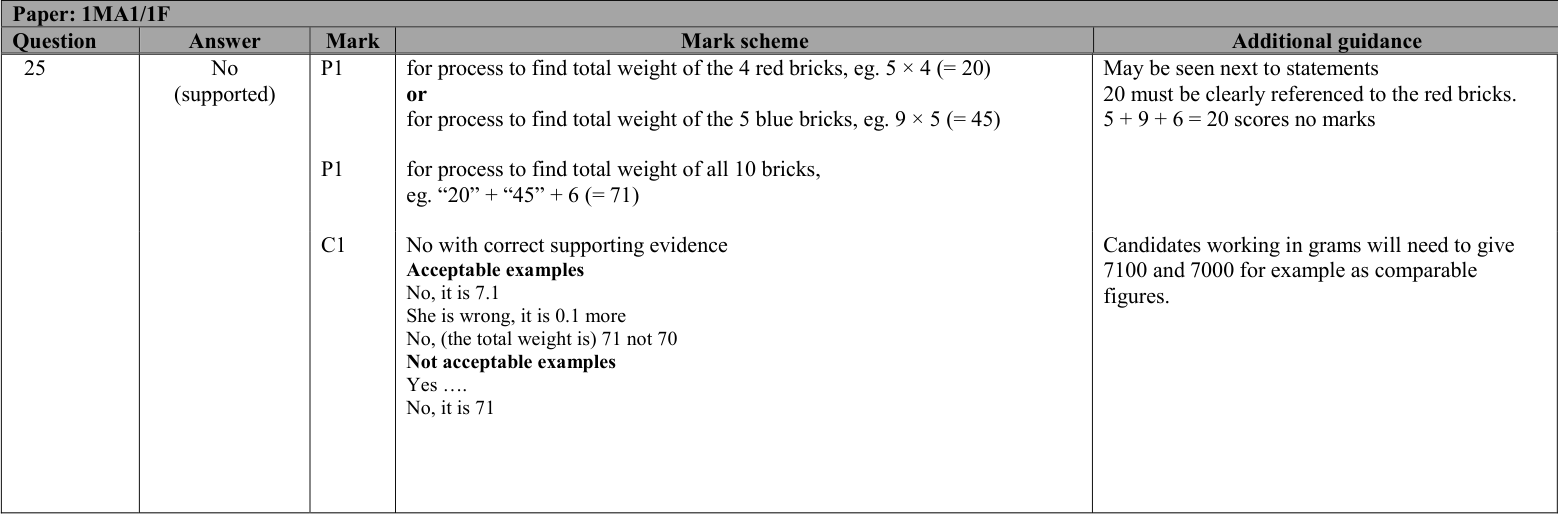 Paper: 1MA1/1F
Question Answer Mark Mark scheme Additional guidance
25 No P1 for process to find total weight of the 4 red bricks, eg. 5 × 4 (= 20) May be seen next to statements
(supported) or 20 must be clearly referenced to the red bricks.
for process to find total weight of the 5 blue bricks, eg. 9 × 5 (= 45) 5 + 9 + 6 = 20 scores no marks
P1 for process to find total weight of all 10 bricks,
eg. “20” + “45” + 6 (= 71)
C1 No with correct supporting evidence Candidates working in grams will need to give
Acceptable examples 7100 and 7000 for example as comparable
No, it is 7.1 figures.
She is wrong, it is 0.1 more
No, (the total weight is) 71 not 70
Not acceptable examples
Yes ….
No, it is 71